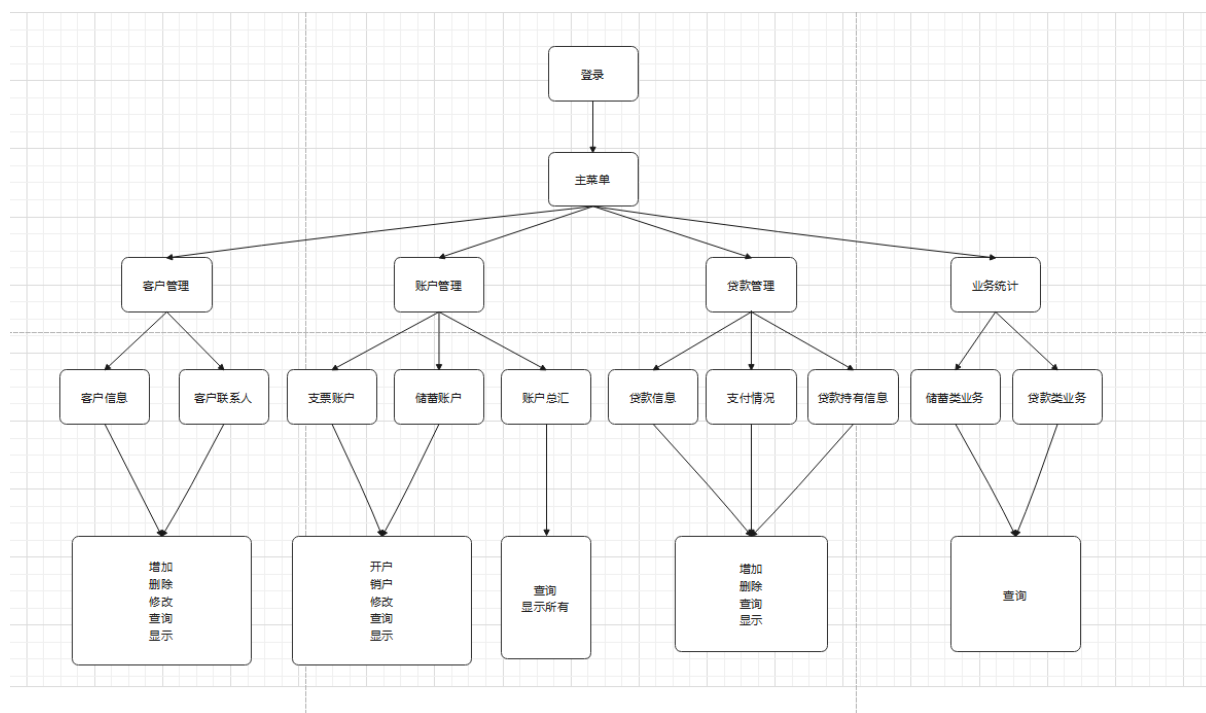 登录
主菜单
客户管理
账户管理
贷款管理
业务统计
客户信息
客户联系人
支票账户
储蓄账户
账户总汇
贷款信息
支付情况
贷款持有信息
储蓄类业务
贷款类业务
增加
删除
修改
查询
显示
开户
销户
修改
查询
显示
查询
显示所有
增加
删除
查询
显示
查询